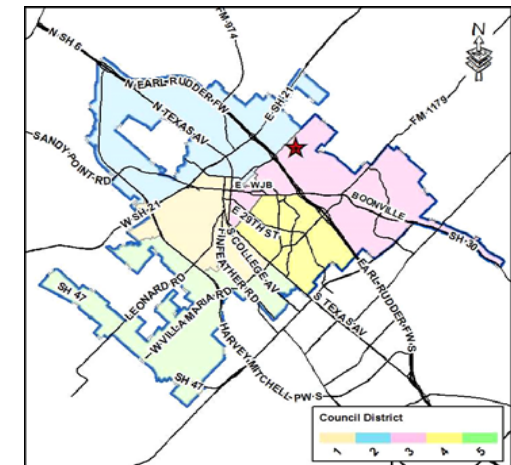 N SH 6
FM-974
N
N EARL RUDDER FW
E SH-21
FM-1179
N-TEXAS-AV
SANDY POINT-RD
E-WJB
BOONVILLE
W-SH-21
E 29TH ST
SH-30
S COLLEGE-AV
FINFEATHER-RD
SH 47
LEONARD RD
W-VILLA MARIA RD
S TEXAS AV
EARL-RUDDER-FW-S
HARVEY-MITCHELL-PW-S
SH 47
Council District
1 2 3 4 5